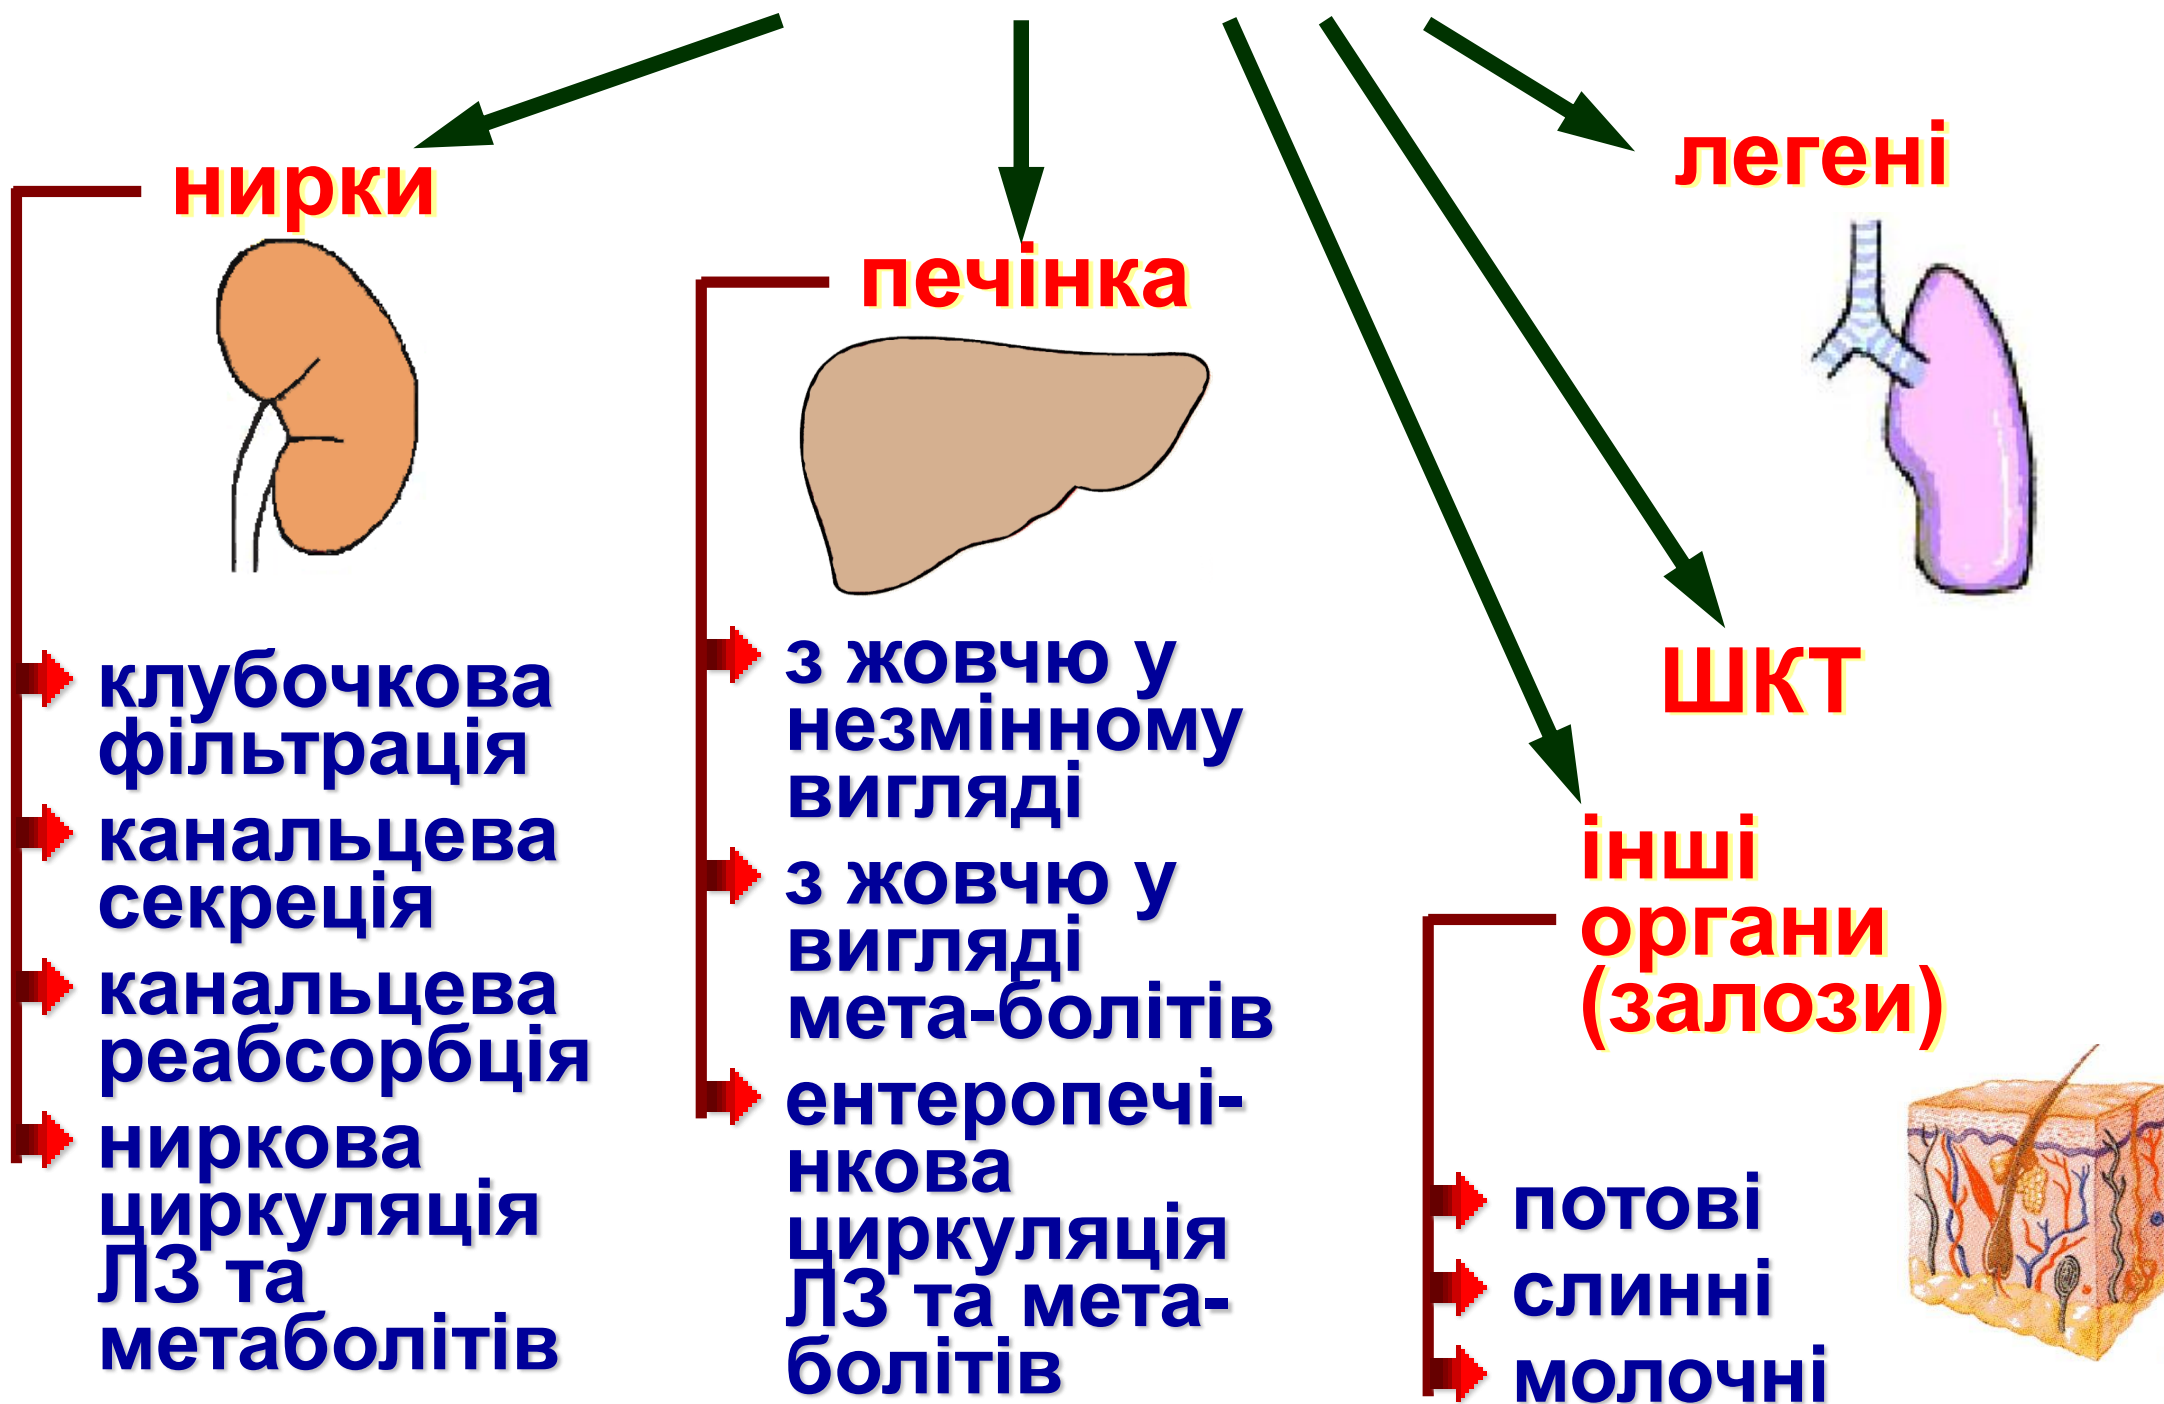 нирки
клубочкова
фільтрація
канальцева
секреція
канальцева
реабсорбція
ниркова
циркуляція
ЛЗ та
метаболітів
печінка
з жовчю у
незмінному
вигляді
з жовчю у
вигляді
мета-болітів
ентеропечі-
нкова
циркуляція
ЛЗ та мета-
болітів
легені
ШКТ
інші
органи
(залози)
потові
слинні
молочні